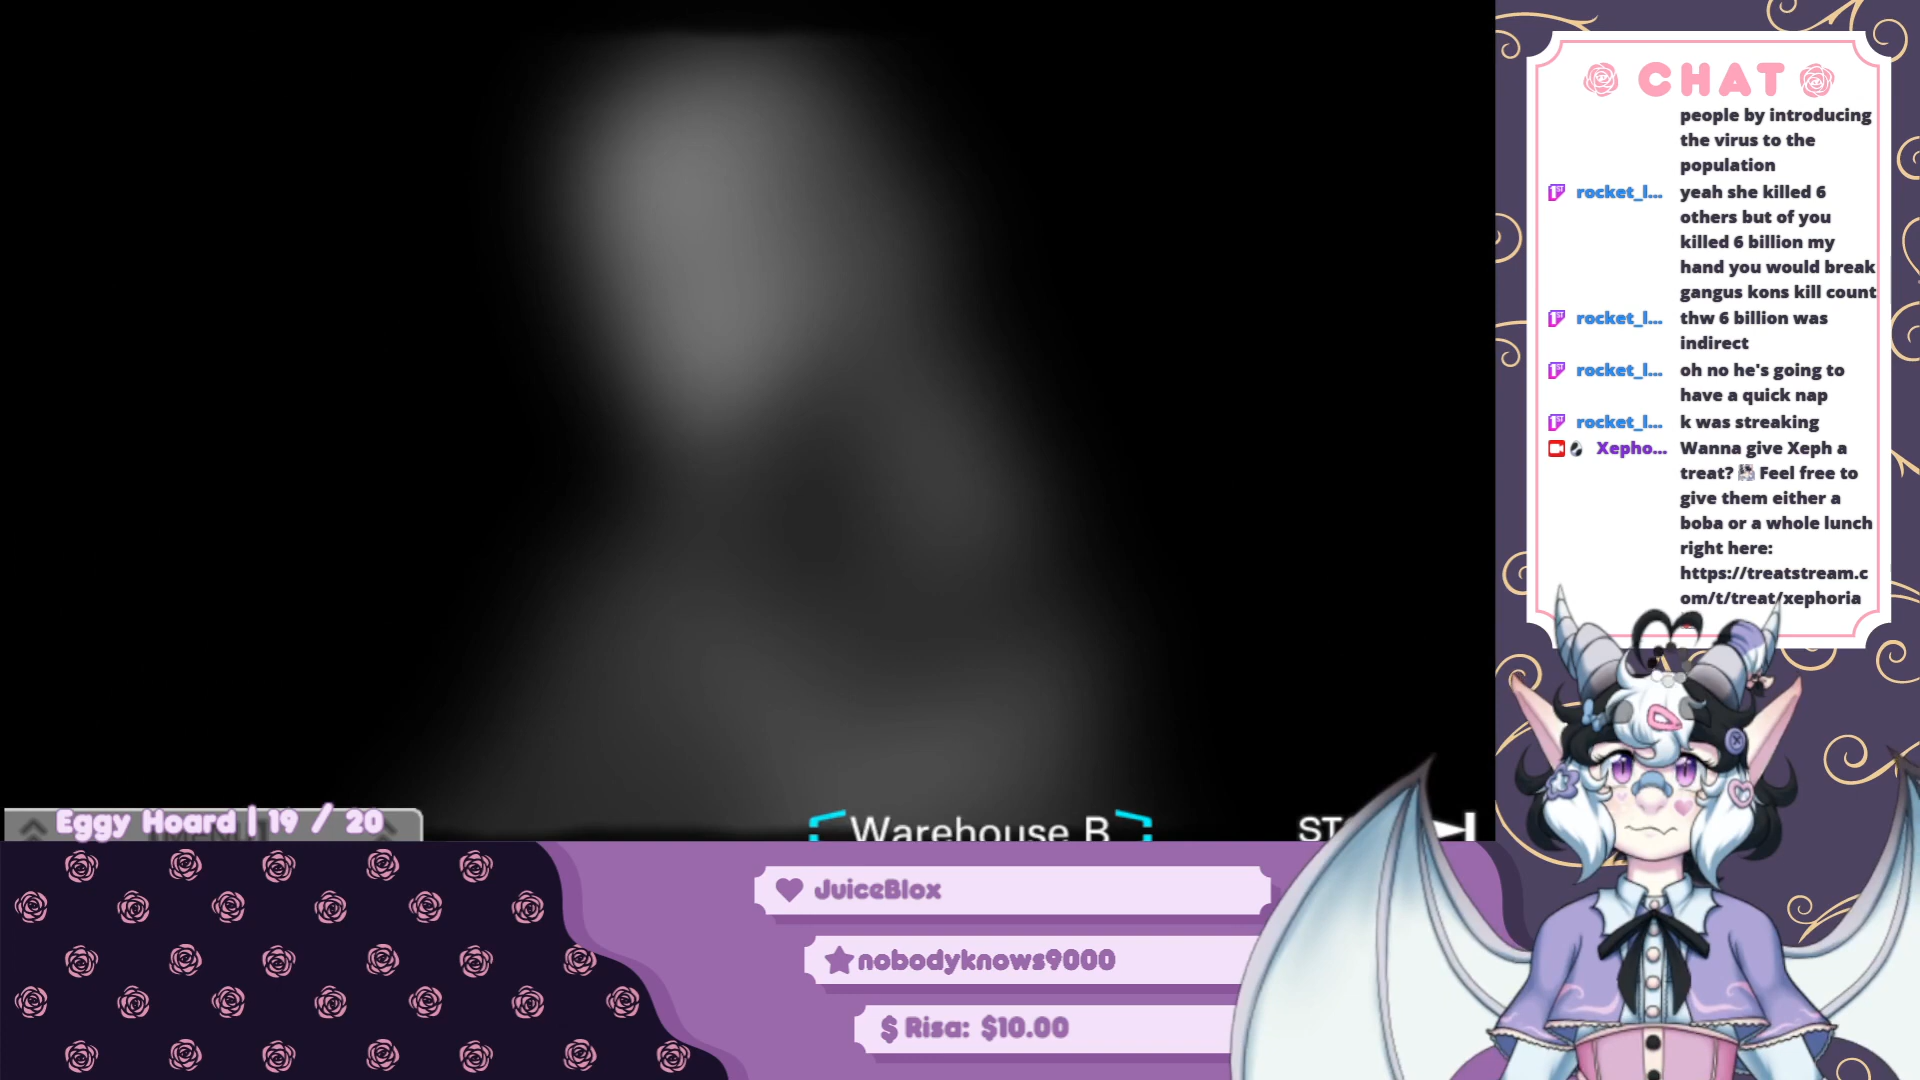 CHAT
people by introducing
the virus to the
population
rocket_l... yeah she killed 6
others but of you
killed 6 billion my
hand you would break
gangus kons kill count
rocket_l... thw 6 billion was
indirect
rocket_l... oh no he's going to
have a quick nap
rocket_l... k was streaking
Xepho... Wanna give Xeph a
treat? Feel free to
give them either a
boba or a whole lunch
right here:
https://treatstream.c
om/t/treat/xephoria
Eggy Hoard | 19 / 20
Warehouse B
JuiceBlox
nobodyknows9000
$ Risa: $10.00